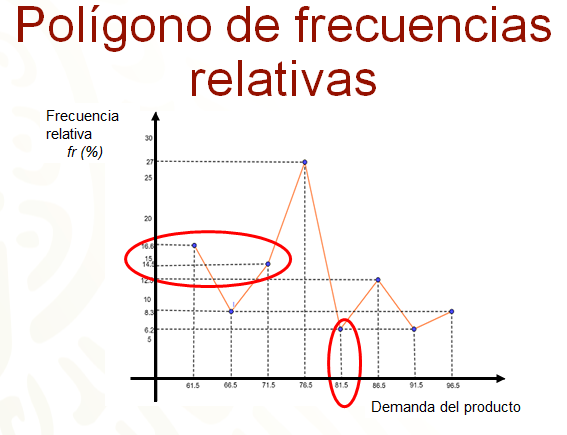 Polígono de frecuencias
relativas
Frecuencia
relativa
fr (%)
30
27
25
20
16.6
15
14.5
12.5
10
8.3
6.2
5
61.5 66.5 71.5 76.5 81.5 86.5 91.5 96.5
Demanda del producto